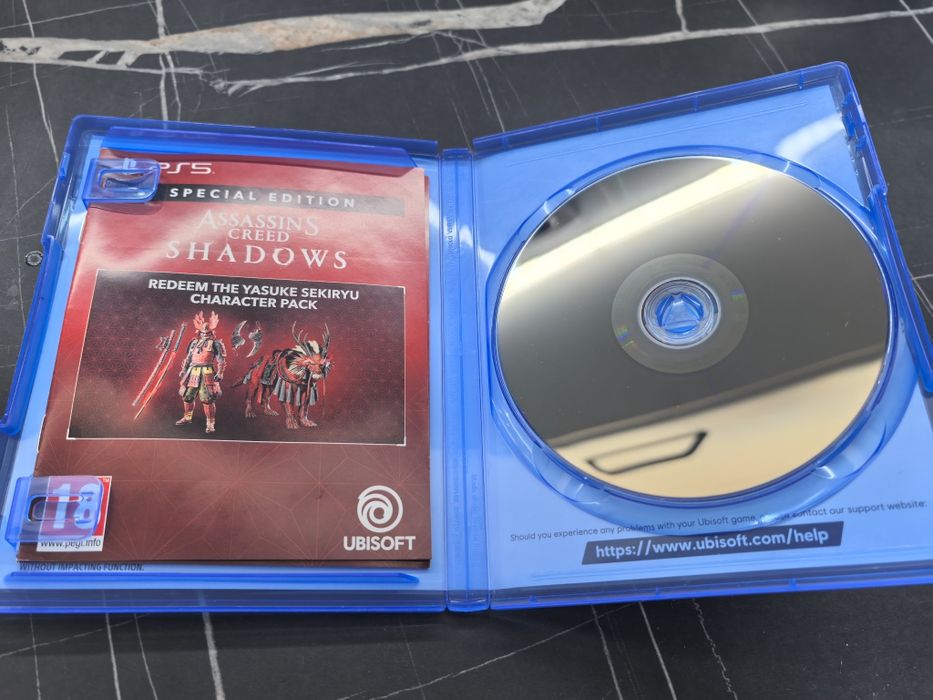 PS5
SPECIAL EDITION
ASSASSIN'S
CREED
SHADOWS
REDEEM THE YASUKE SEKIRYU
CHARACTER PACK
18
www.pegi.info
UBISOFT
WITHOUT IMPACTING FUNCTION.
Should you experience any problems with your Ubisoft game, please contact our support website:
https://www.ubisoft.com/help